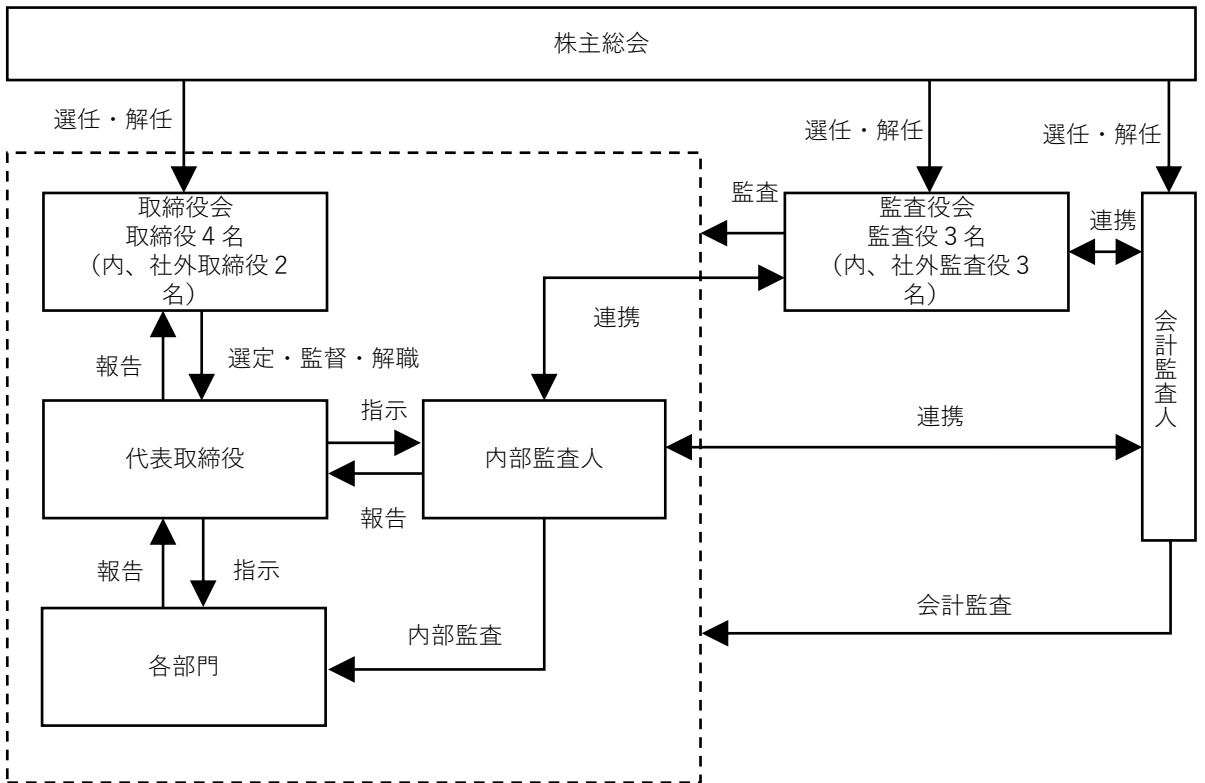 株主総会
選任・解任
選任・解任
選任・解任
取締役会
取締役４名
（内、社外取締役２
名）
監査
監査役会
監査役３名
（内、社外監査役３
名）
連携
会計監査人
連携
報告
選定・監督・解職
代表取締役
指示
報告
内部監査人
連携
報告
指示
各部門
内部監査
会計監査